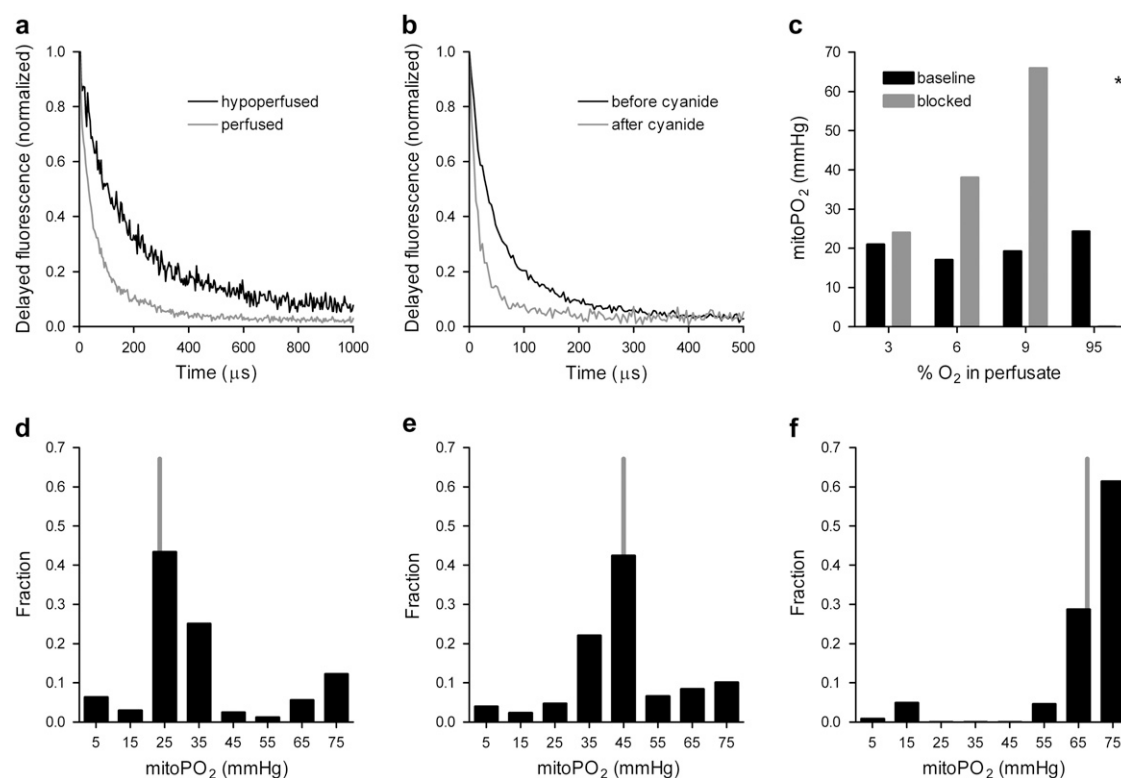 a
Delayed fluorescence (normalized)
1.0
0.8
0.6
0.4
0.2
0.0
hypoperfused
perfused
0 200 400 600 800 1000
Time (μs)
b
Delayed fluorescence (normalized)
1.0
0.8
0.6
0.4
0.2
0.0
before cyanide
after cyanide
0 100 200 300 400 500
Time (μs)
c
mitoPO2 (mmHg)
70
60
50
40
30
20
10
0
baseline
blocked
*
3 6 9 95
% O2 in perfusate
d
Fraction
0.7
0.6
0.5
0.4
0.3
0.2
0.1
0.0
5 15 25 35 45 55 65 75
mitoPO2 (mmHg)
e
Fraction
0.7
0.6
0.5
0.4
0.3
0.2
0.1
0.0
5 15 25 35 45 55 65 75
mitoPO2 (mmHg)
f
Fraction
0.7
0.6
0.5
0.4
0.3
0.2
0.1
0.0
5 15 25 35 45 55 65 75
mitoPO2 (mmHg)